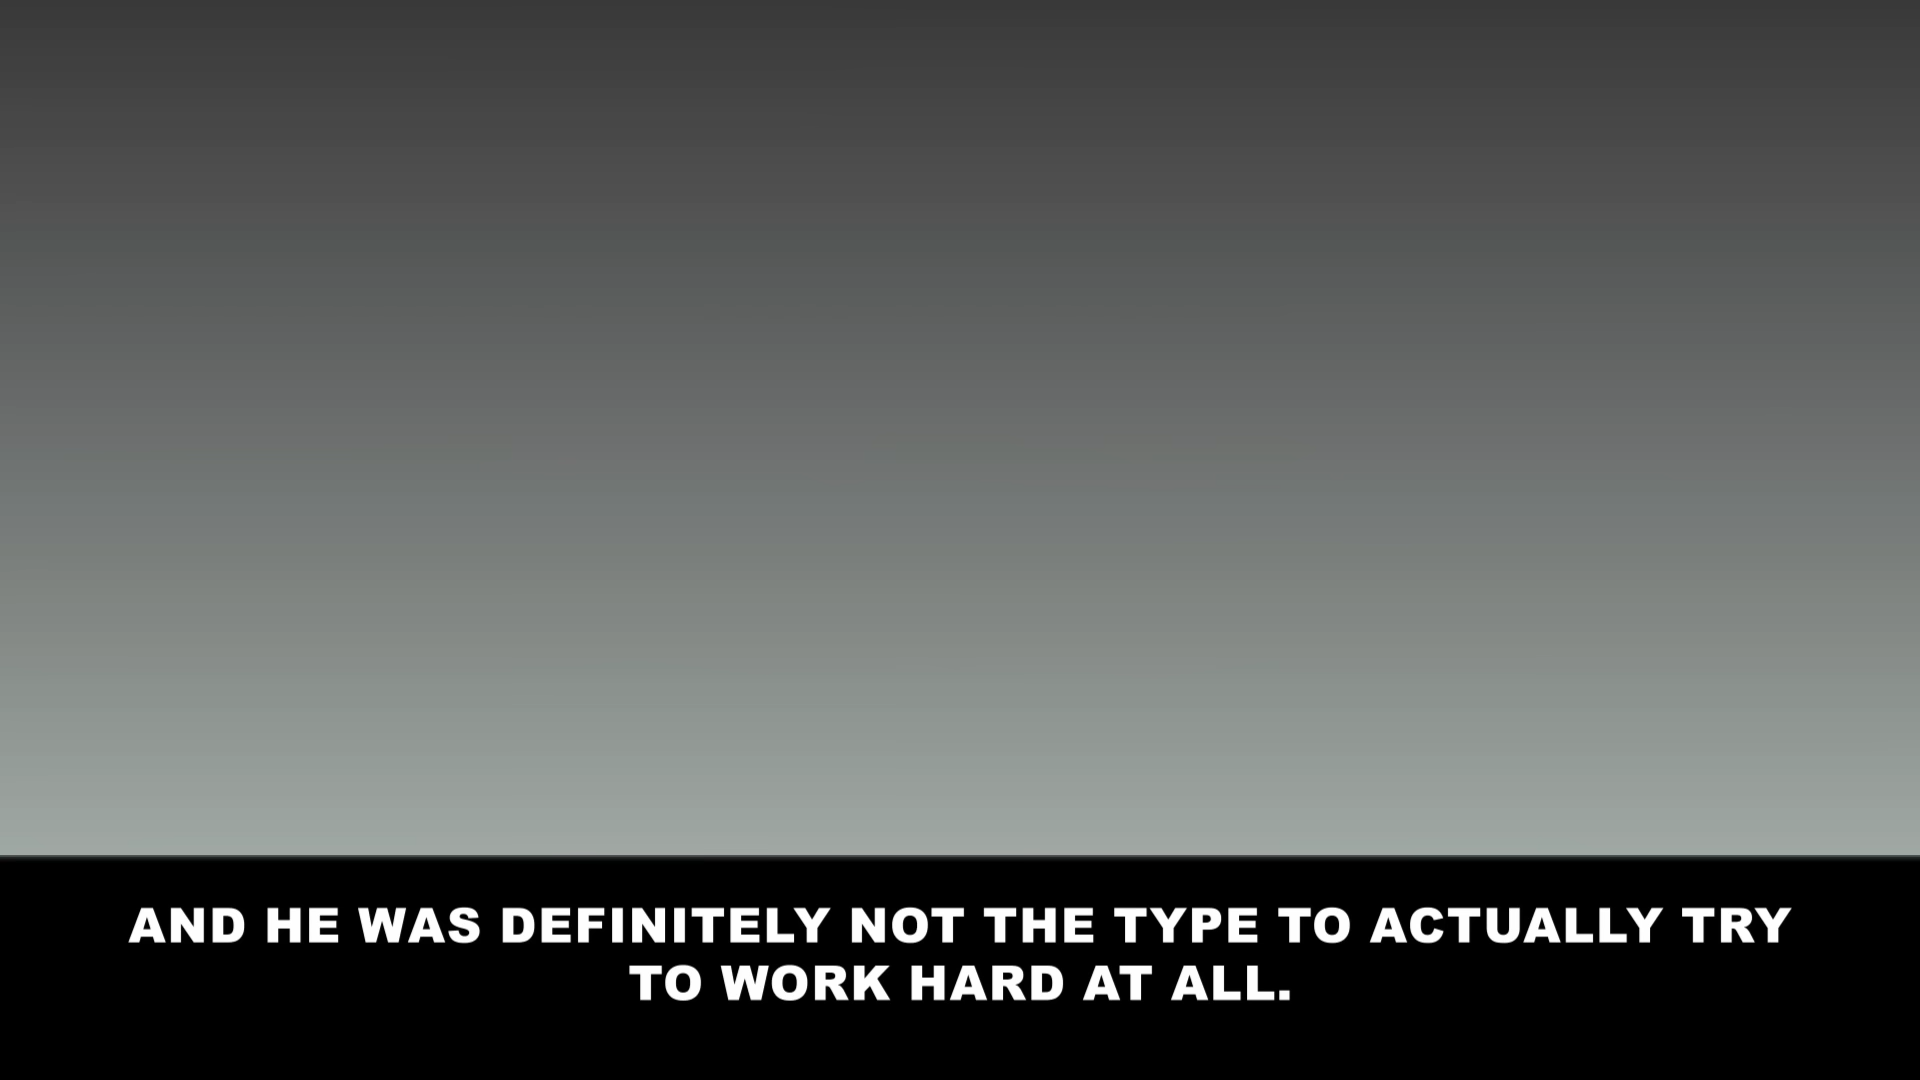 AND HE WAS DEFINITELY NOT THE TYPE TO ACTUALLY TRY
TO WORK HARD AT ALL.